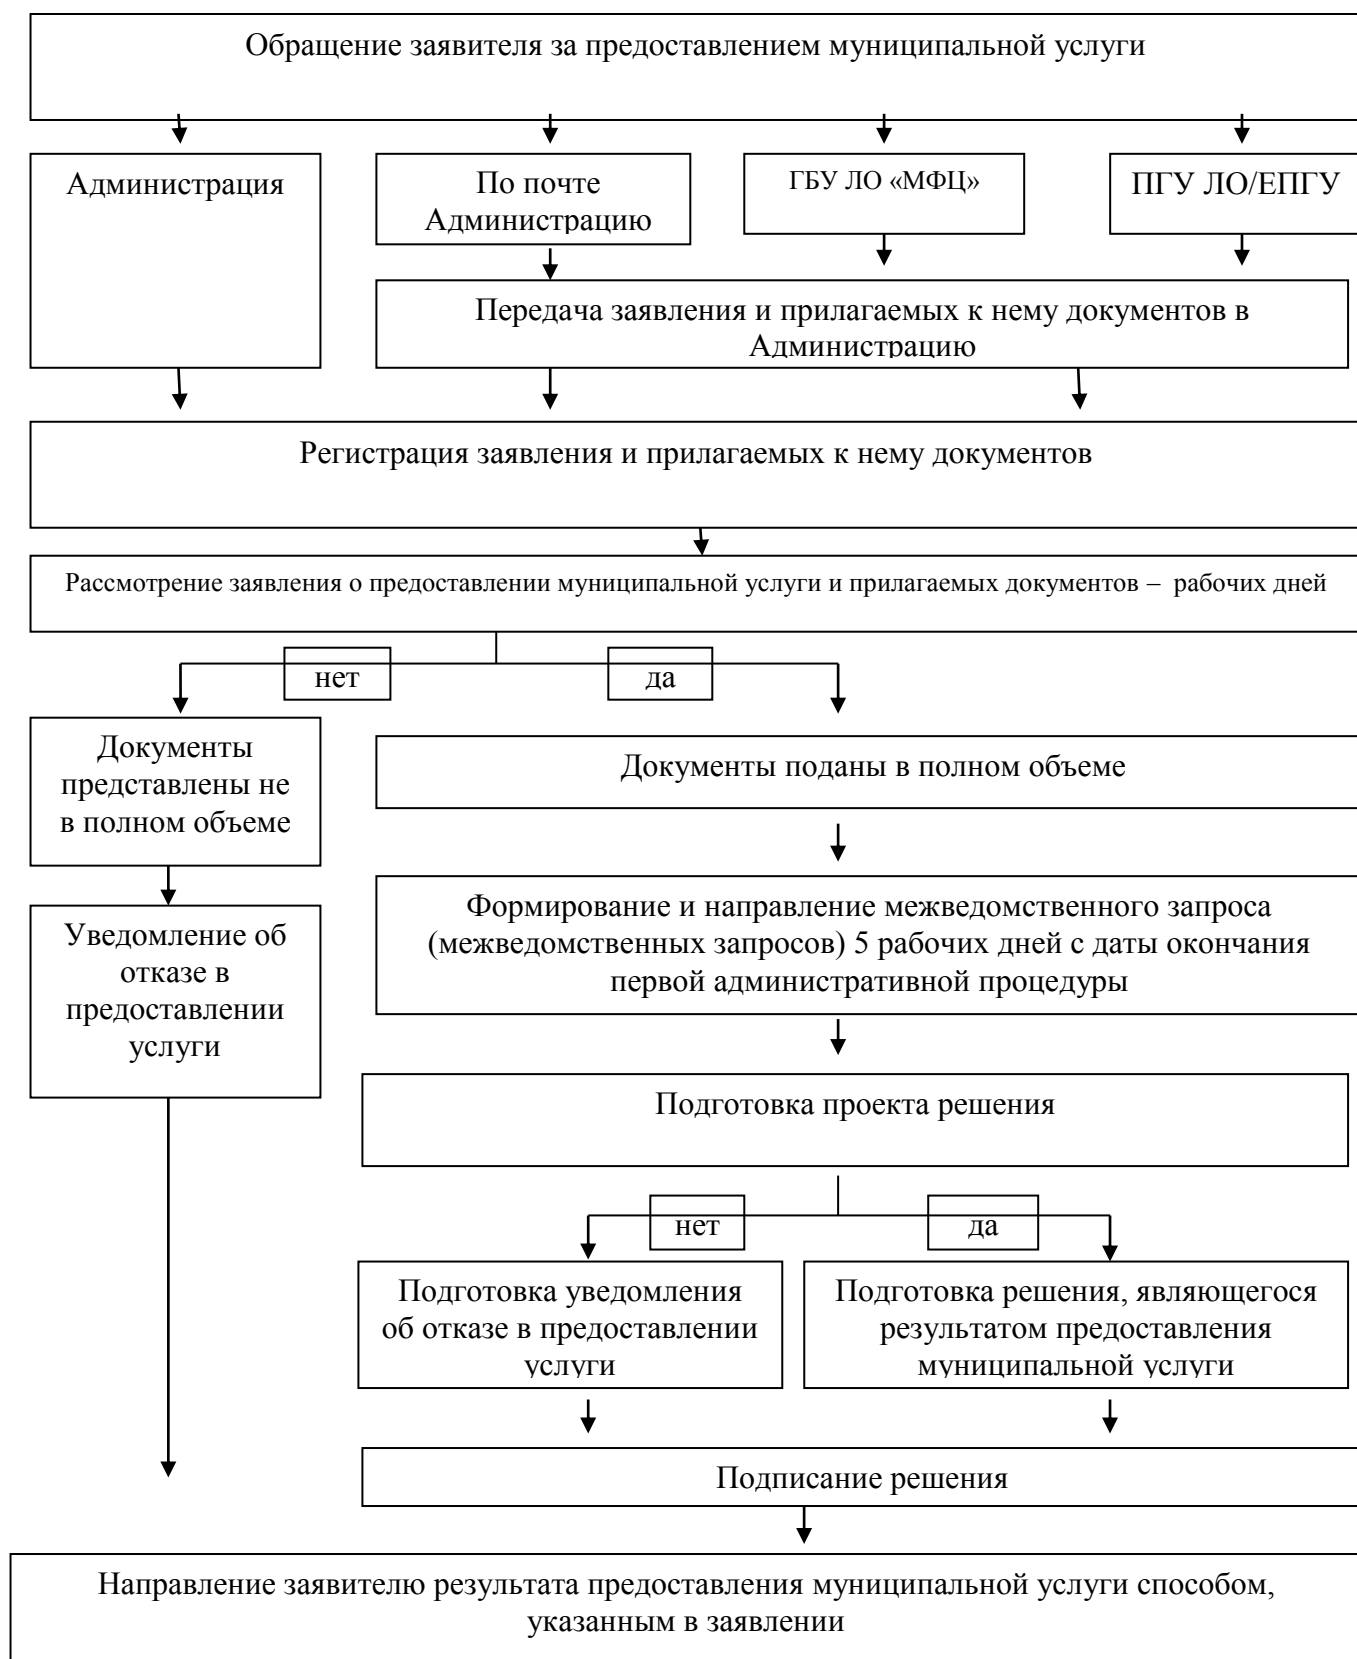 Обращение заявителя за предоставлением муниципальной услуги
Администрация
По почте
Администрацию
ГБУ ЛО «МФЦ»
ПГУ ЛО/ЕПГУ
Передача заявления и прилагаемых к нему документов в
Администрацию
Регистрация заявления и прилагаемых к нему документов
Рассмотрение заявления о предоставлении муниципальной услуги и прилагаемых документов – рабочих дней
нет
да
Документы
представлены не
в полном объеме
Документы поданы в полном объеме
Уведомление об
отказе в
предоставлении
услуги
Формирование и направление межведомственного запроса
(межведомственных запросов) 5 рабочих дней с даты окончания
первой административной процедуры
Подготовка проекта решения
нет
да
Подготовка уведомления
об отказе в предоставлении
услуги
Подготовка решения, являющегося
результатом предоставления
муниципальной услуги
Подписание решения
Направление заявителю результата предоставления муниципальной услуги способом,
указанным в заявлении